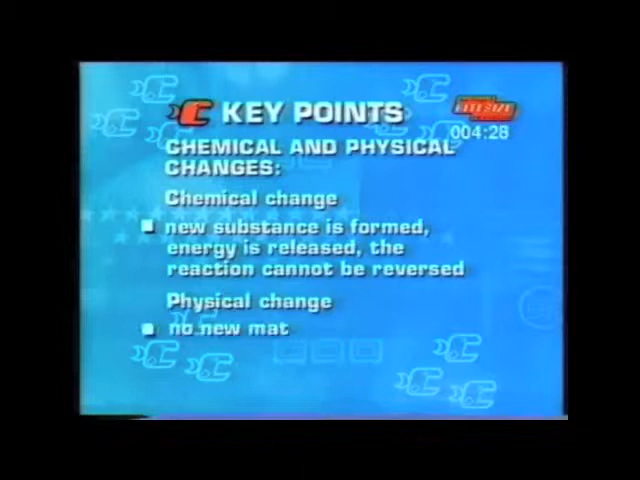 KEY POINTS
BITESIZE
004:28
CHEMICAL AND PHYSICAL
CHANGES:
Chemical change
new substance is formed,
energy is released, the
reaction cannot be reversed
Physical change
no new mat